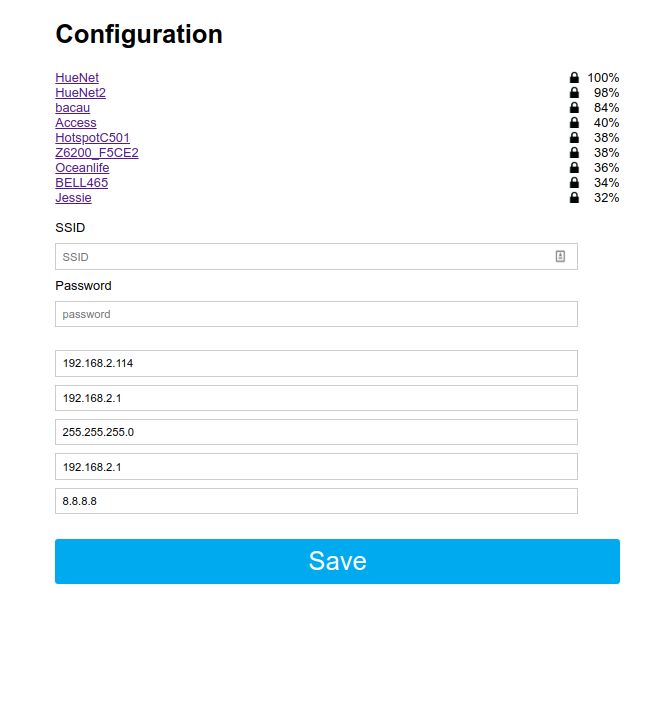 Configuration
HueNet 100%
HueNet2 98%
bacau 84%
Access 40%
HotspotC501 38%
Z6200_F5CE2 38%
Oceanlife 36%
BELL465 34%
Jessie 32%
SSID
SSID
Password
password
192.168.2.114
192.168.2.1
255.255.255.0
192.168.2.1
8.8.8.8
Save